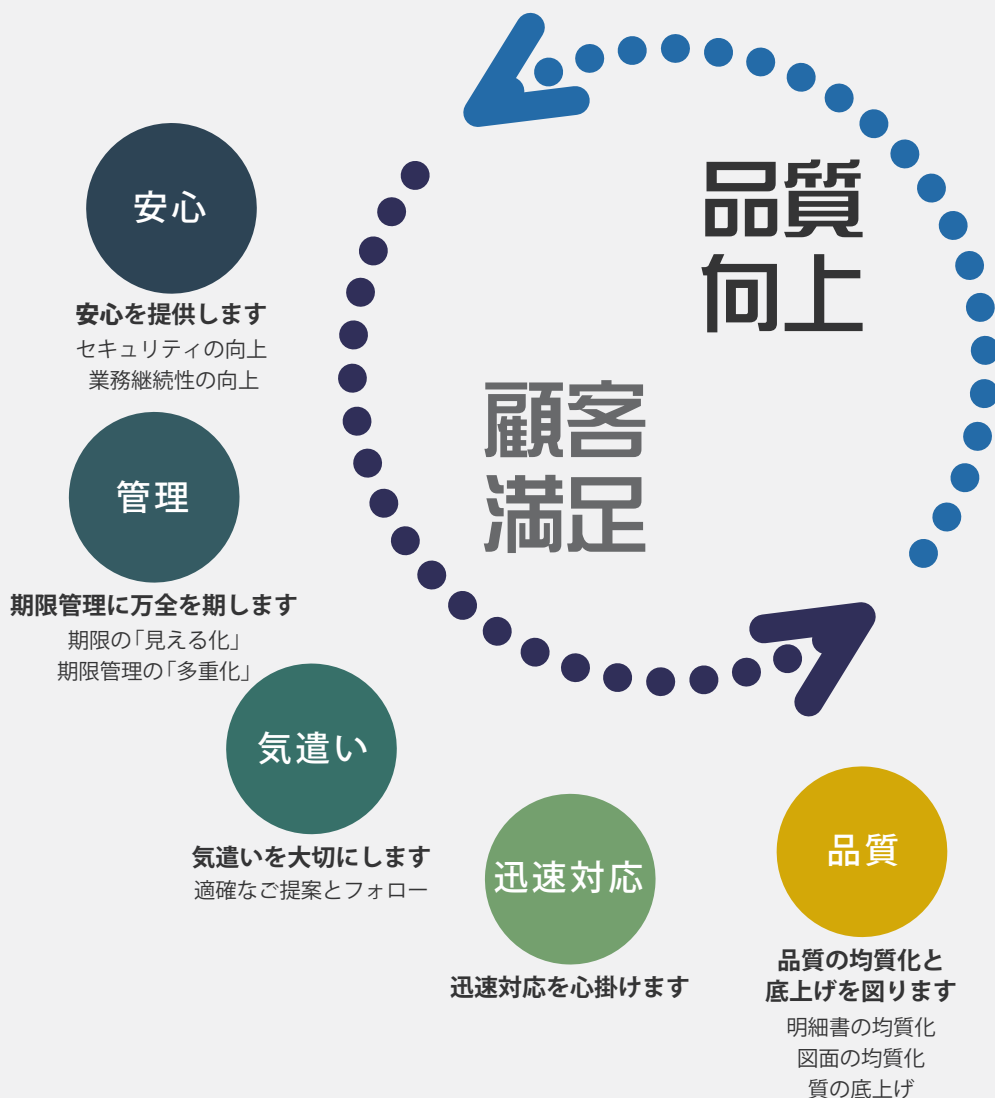 品質
向上
顧客
満足
安心
安心を提供します
セキュリティの向上
業務継続性の向上
管理
期限管理に万全を期します
期限の「見える化」
期限管理の「多重化」
気遣い
気遣いを大切にします
適確なご提案とフォロー
迅速対応
迅速対応を心掛けます
品質
品質の均質化と
底上げを図ります
明細書の均質化
図面の均質化
質の底上げ